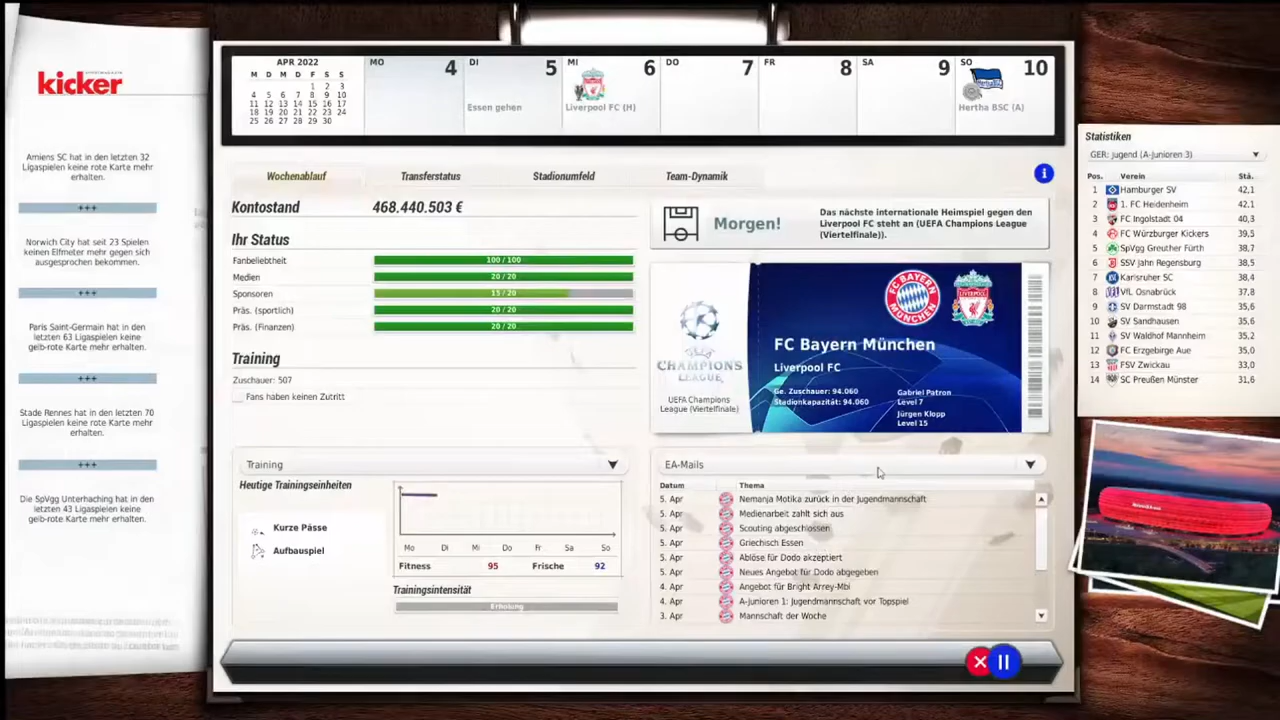 kicker
Amiens SC hat in den letzten 32
Ligaspielen keine rote Karte mehr
erhalten.
+++
Norwich City hat seit 23 Spielen
keinen Elfmeter mehr gegen sich
ausgesprochen bekommen.
+++
Paris Saint-Germain hat in den
letzten 63 Ligaspielen keine
gelb-rote Karte mehr erhalten.
+++
Stade Rennes hat in den letzten 70
Ligaspielen keine rote Karte mehr
erhalten.
+++
Die SpVgg Unterhaching hat in den
letzten 43 Ligaspielen keine
gelb-rote Karte mehr erhalten.
APR 2022
M D M D F S S
1 2 3
4 5 6 7 8 9 10
11 12 13 14 15 16 17
18 19 20 21 22 23 24
25 26 27 28 29 30
MO 4
DI 5
Essen gehen
MI 6
Liverpool FC (H)
DO 7
FR 8
SA 9
SO 10
Hertha BSC (A)
Wochenablauf
Transferstatus
Stadionumfeld
Team-Dynamik
Kontostand 468.440.503 €
Ihr Status
Fanbeliebtheit 100 / 100
Medien 20 / 20
Sponsoren 15 / 20
Präs. (sportlich) 20 / 20
Präs. (Finanzen) 20 / 20
Training
Zuschauer: 507
Fans haben keinen Zutritt
Morgen!
Das nächste internationale Heimspiel gegen den
Liverpool FC steht an (UEFA Champions League
(Viertelfinale)).
UEFA
CHAMPIONS
LEAGUE
UEFA Champions
League (Viertelfinale)
FC BAYERN
MÜNCHEN
FC Bayern München
Liverpool FC
Ge. Zuschauer: 94.060
Stadionkapazität: 94.060
Gabriel Patron
Level 7
Jürgen Klopp
Level 15
Training
Heutige Trainingseinheiten
Kurze Pässe
Aufbauspiel
Mo Di Mi Do Fr Sa So
Fitness 95 Frische 92
Trainingsintensität
Erholung
EA-Mails
Datum Thema
5. Apr Nemanja Motika zurück in der Jugendmannschaft
5. Apr Medienarbeit zahlt sich aus
5. Apr Scouting abgeschlossen
5. Apr Griechisch Essen
5. Apr Ablöse für Dodo akzeptiert
5. Apr Neues Angebot für Dodo abgegeben
4. Apr Angebot für Bright Arrey-Mbi
4. Apr A-Junioren 1: Jugendmannschaft vor Topspiel
3. Apr Mannschaft der Woche
Statistiken
GER: Jugend (A-Junioren 3)
Pos. Verein Stä.
1 Hamburger SV 42,1
2 1. FC Heidenheim 42,1
3 FC Ingolstadt 04 40,3
4 FC Würzburger Kickers 39,5
5 SpVgg Greuther Fürth 38,7
6 SSV Jahn Regensburg 38,5
7 Karlsruher SC 38,4
8 VfL Osnabrück 37,8
9 SV Darmstadt 98 35,6
10 SV Sandhausen 35,6
11 SV Waldhof Mannheim 35,2
12 FC Erzgebirge Aue 35,0
13 FSV Zwickau 33,0
14 SC Preußen Münster 31,6